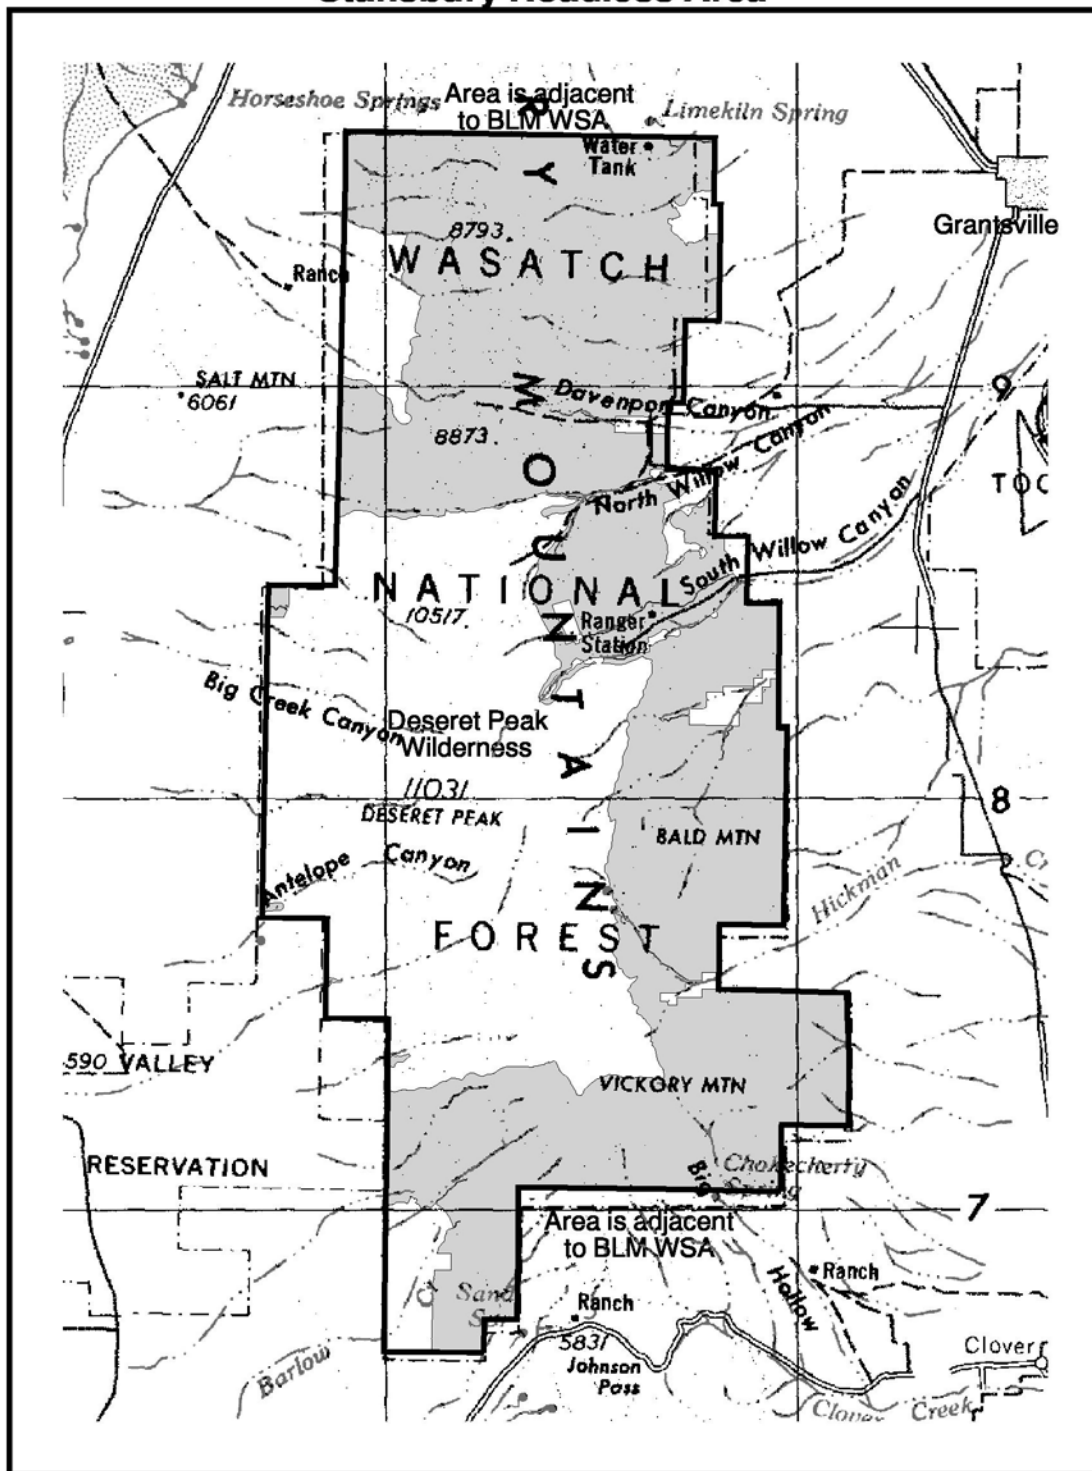 Stansbury Roadless Area
Horseshoe Springs
Area is adjacent
to BLM WSA
Limekiln Spring
Water
Tank
Grantsville
R Y M O U N T A I N S
8793
WASATCH
Ranch
SALT MTN
6061
9
Davenport Canyon
8873
North Willow Canyon
TOO
South Willow Canyon
NATIONAL
10517
Ranger
Station
Big Creek Canyon
Deseret Peak
Wilderness
11031
DESERET PEAK
8
BALD MTN
Antelope Canyon
Hickman
FOREST
590 VALLEY
VICKORY MTN
RESERVATION
Chokecherry
Big
7
Area is adjacent
to BLM WSA
Hollow
Ranch
Sand
Ranch
5831
Johnson
Pass
Clover
Barlow
Clover Creek